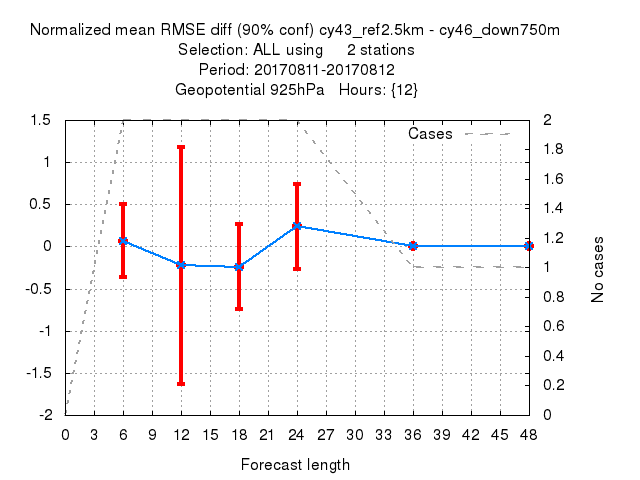 Normalized mean RMSE diff (90% conf) cy43_ref2.5km - cy46_down750m
Selection: ALL using 2 stations
Period: 20170811-20170812
Geopotential 925hPa Hours: {12}
Cases
1.5
1
0.5
0
-0.5
-1
-1.5
-2
2
1.8
1.6
1.4
1.2
1
0.8
0.6
0.4
0.2
0
No cases
0 3 6 9 12 15 18 21 24 27 30 33 36 39 42 45 48
Forecast length